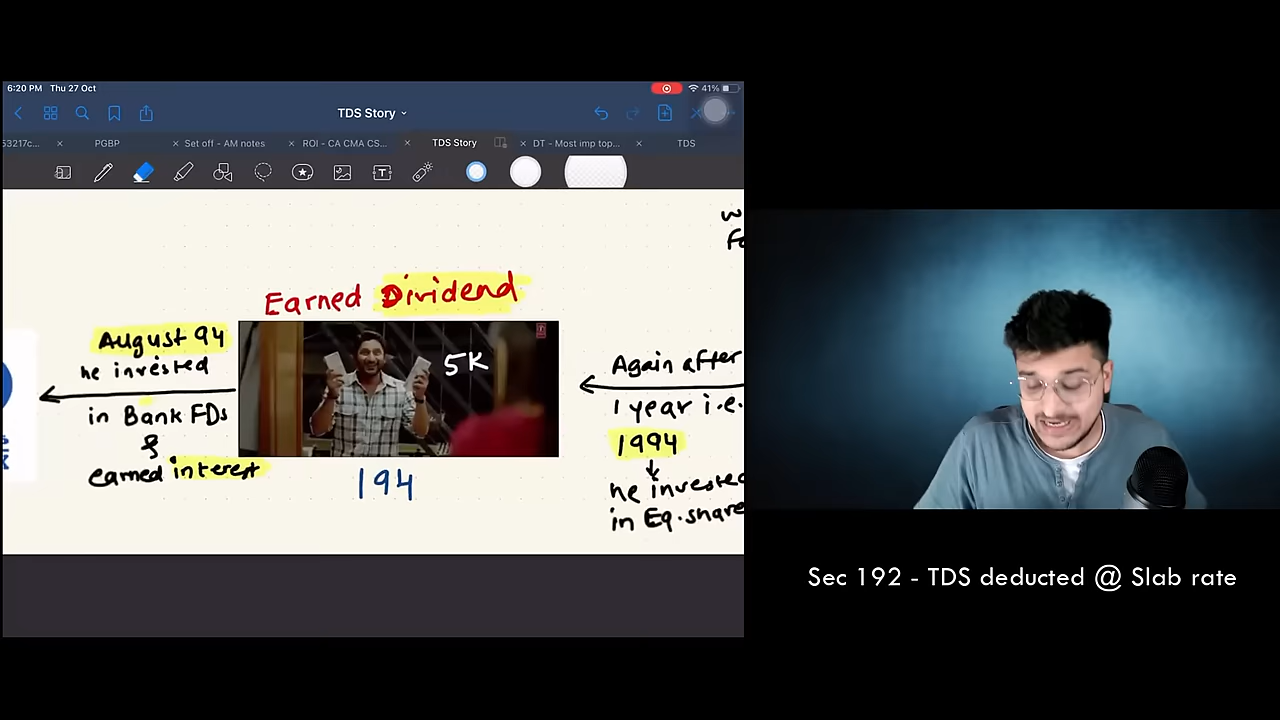 6:20 PM Thu 27 Oct
41%
TDS Story
53217c...
PGBP
Set off - AM notes
ROI - CA CMA CS...
TDS Story
DT - Most imp top...
TDS
Earned Dividend
August 94
he invested
in Bank FDs
&
earned interest
5K
194
Again after
1 year i.e.
1994
he invested
in Eq. share
Sec 192 - TDS deducted @ Slab rate